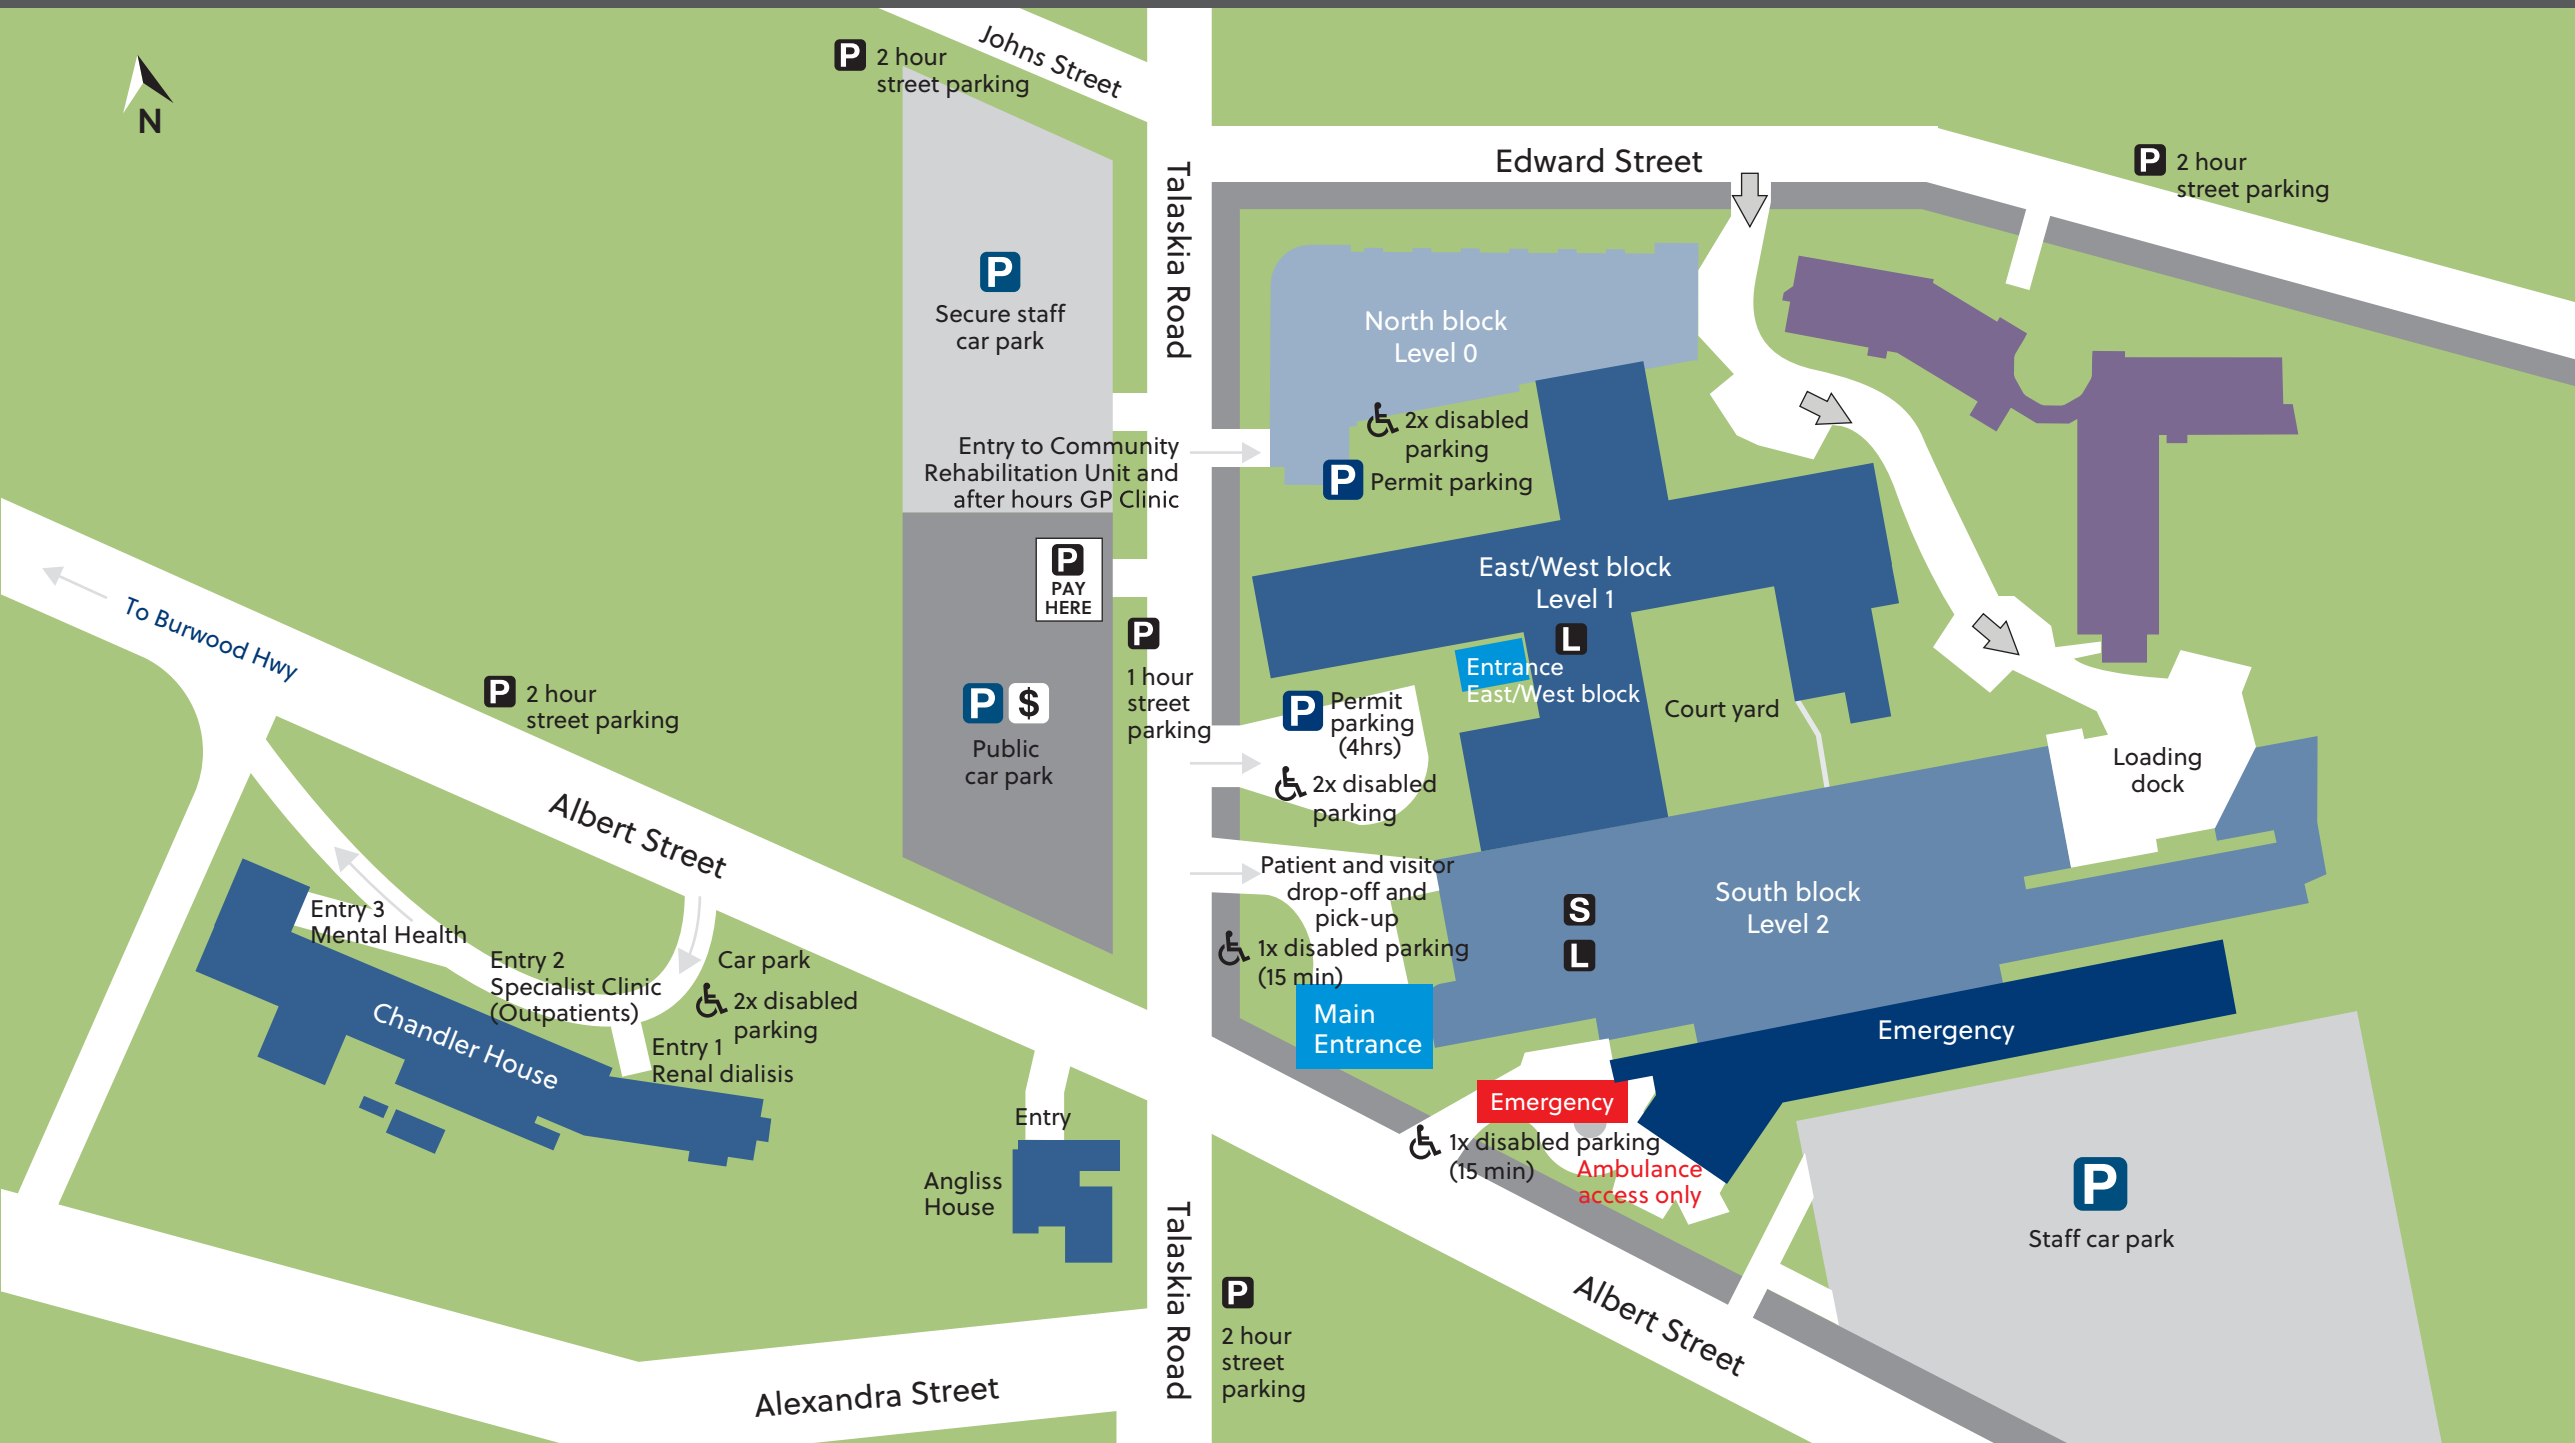 Johns Street
P 2 hour
street parking
N
Edward Street
P 2 hour
street parking
Talaskia Road
P
Secure staff
car park
North block
Level 0
2x disabled
parking
P Permit parking
Entry to Community
Rehabilitation Unit and
after hours GP Clinic
P
PAY
HERE
East/West block
Level 1
L
Entrance
East/West block
To Burwood Hwy
P 2 hour
street parking
P $
Public
car park
P
1 hour
street
parking
P Permit
parking
(4hrs)
2x disabled
parking
Court yard
Loading
dock
Albert Street
Patient and visitor
drop-off and
pick-up
1x disabled parking
(15 min)
S
L
South block
Level 2
Entry 3
Mental Health
Entry 2
Specialist Clinic
(Outpatients)
Car park
2x disabled
parking
Chandler House
Entry 1
Renal dialisis
Main
Entrance
Emergency
Emergency
1x disabled parking
(15 min)
Ambulance
access only
Entry
Angliss
House
P
Staff car park
Talaskia Road
P
2 hour
street
parking
Albert Street
Alexandra Street